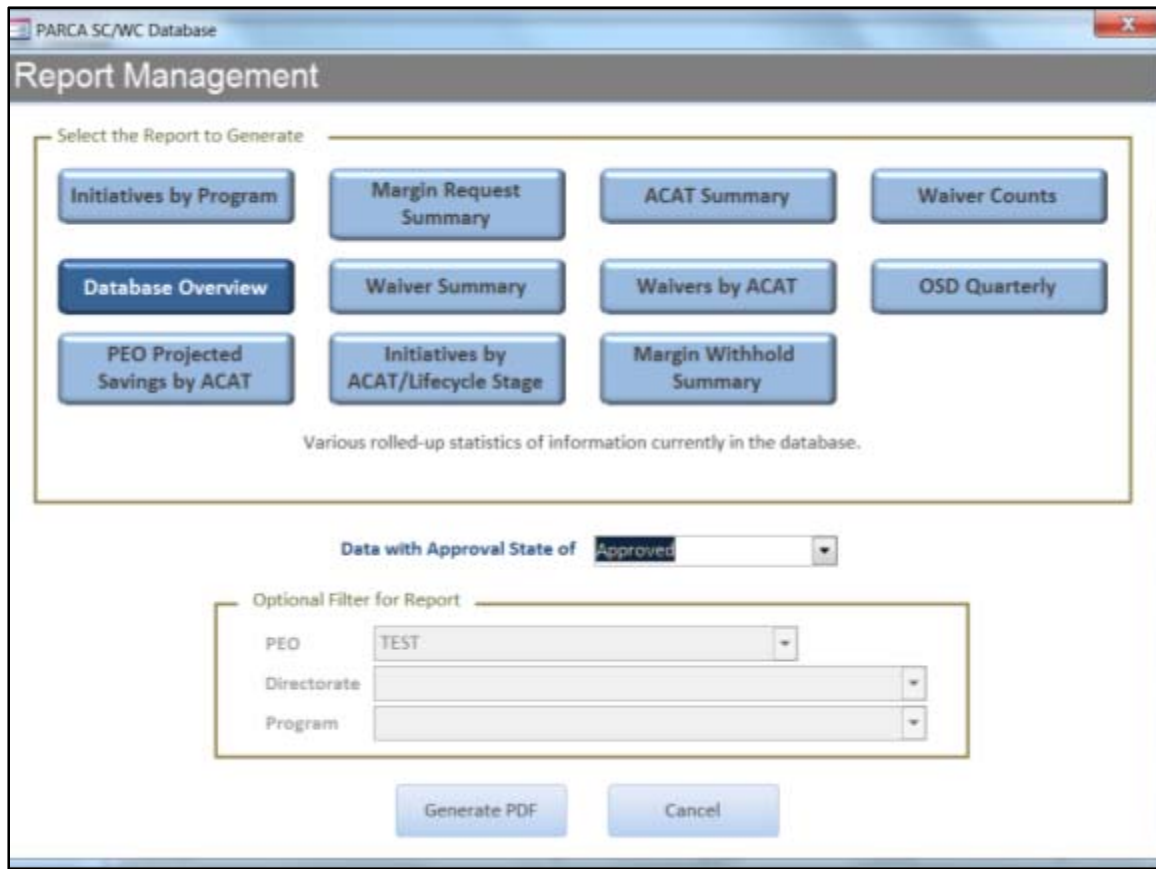 PARCA SC/WC Database
X
Report Management
Select the Report to Generate
Initiatives by Program
Margin Request
Summary
ACAT Summary
Waiver Counts
Database Overview
Waiver Summary
Waivers by ACAT
OSD Quarterly
PEO Projected
Savings by ACAT
Initiatives by
ACAT/Lifecycle Stage
Margin Withhold
Summary
Various rolled-up statistics of information currently in the database.
Data with Approval State of Approved
Optional Filter for Report
PEO TEST
Directorate
Program
Generate PDF
Cancel